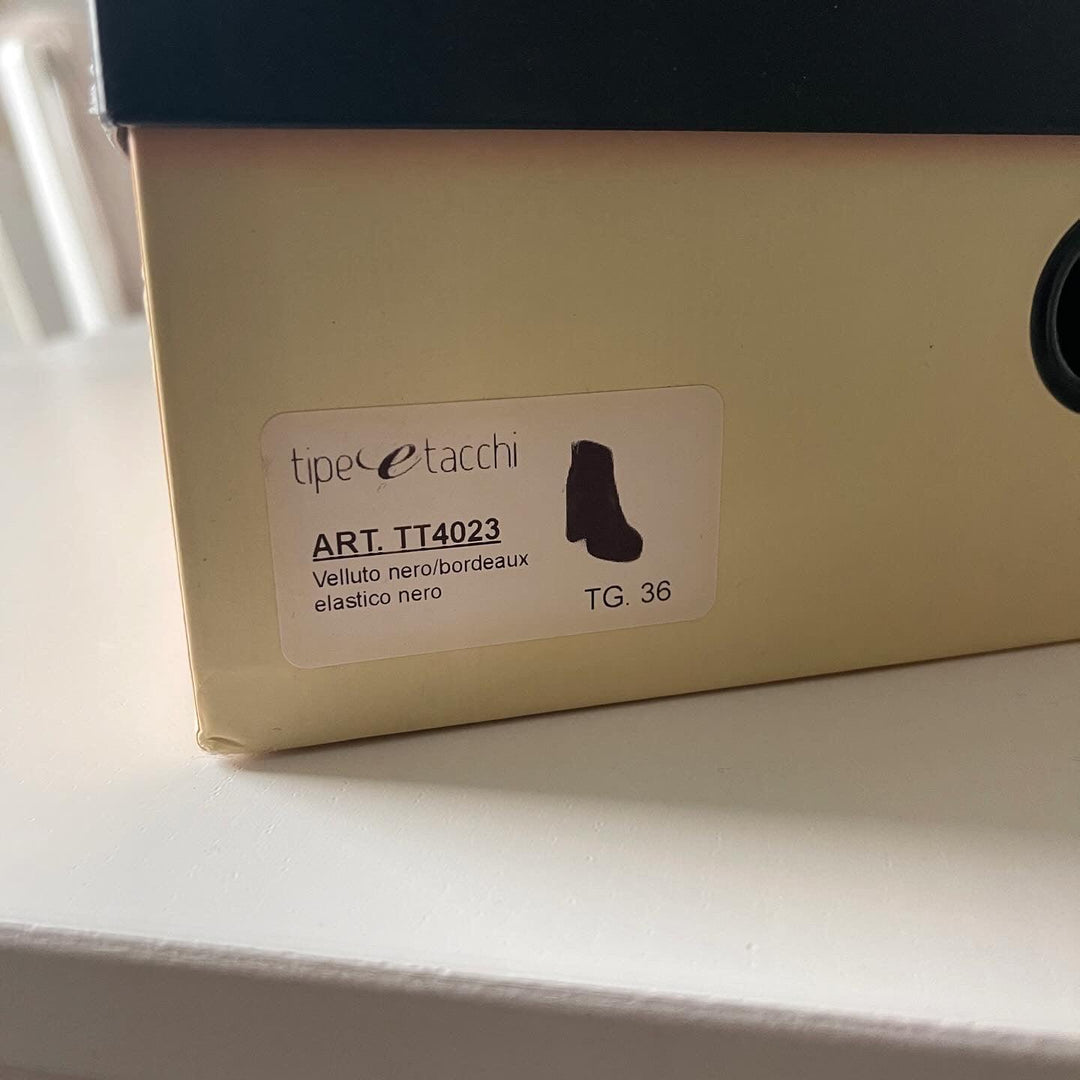 tipe e tacchi
ART. TT4023
Velluto nero/bordeaux
elastico nero
TG. 36